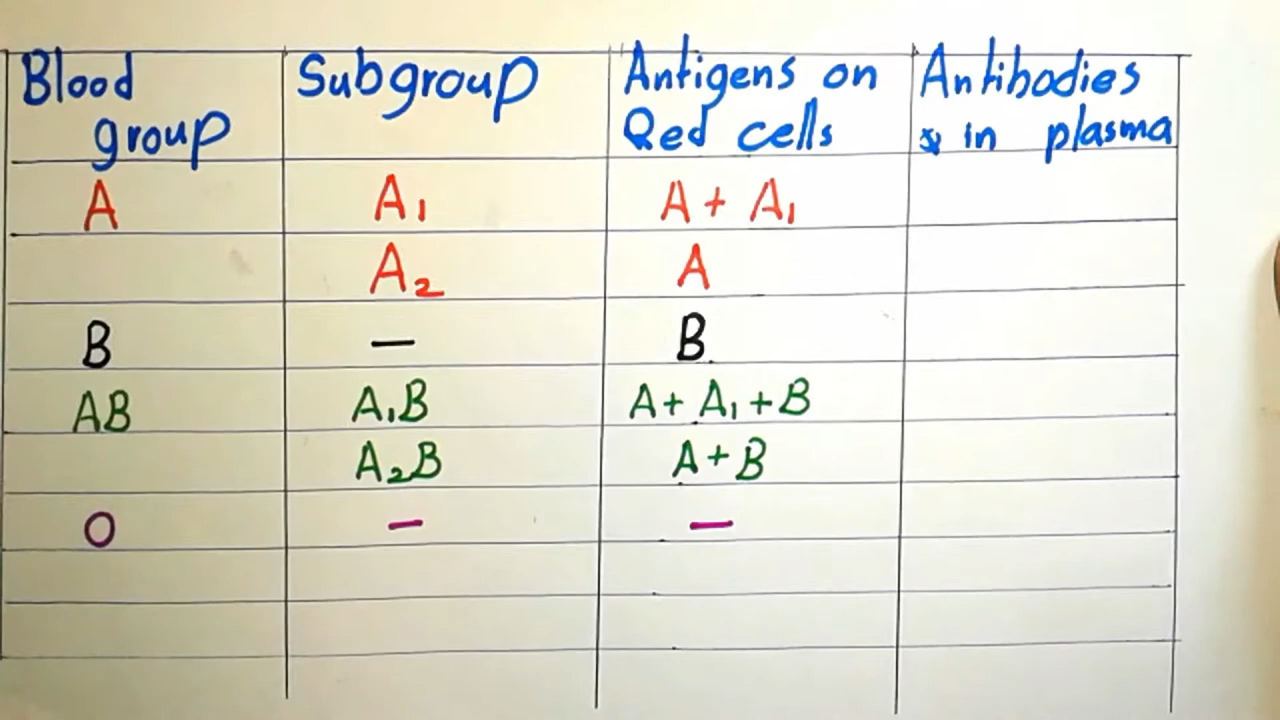 Blood group | Subgroup | Antigens on Red cells | Antibodies in plasma
A | A₁ | A + A₁
A₂ | A
B | — | B
AB | A₁B | A + A₁ + B
A₂B | A + B
O | — | —